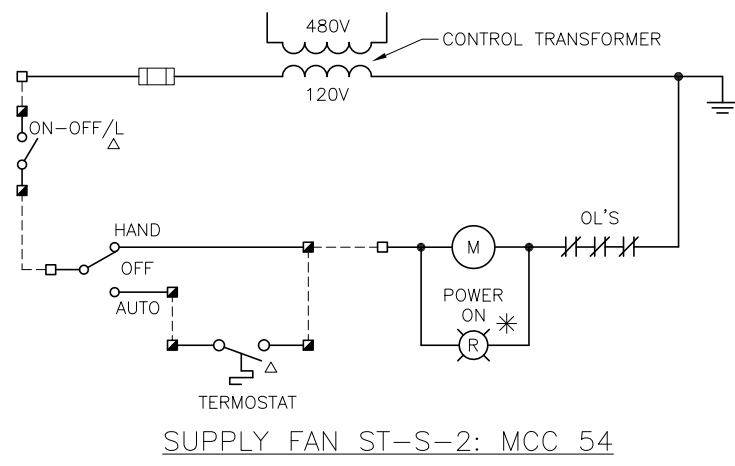 480V
CONTROL TRANSFORMER
120V
ON-OFF/L
OL'S
HAND
OFF
M
AUTO
POWER
ON
R
TERMOSTAT
SUPPLY FAN ST-S-2: MCC 54